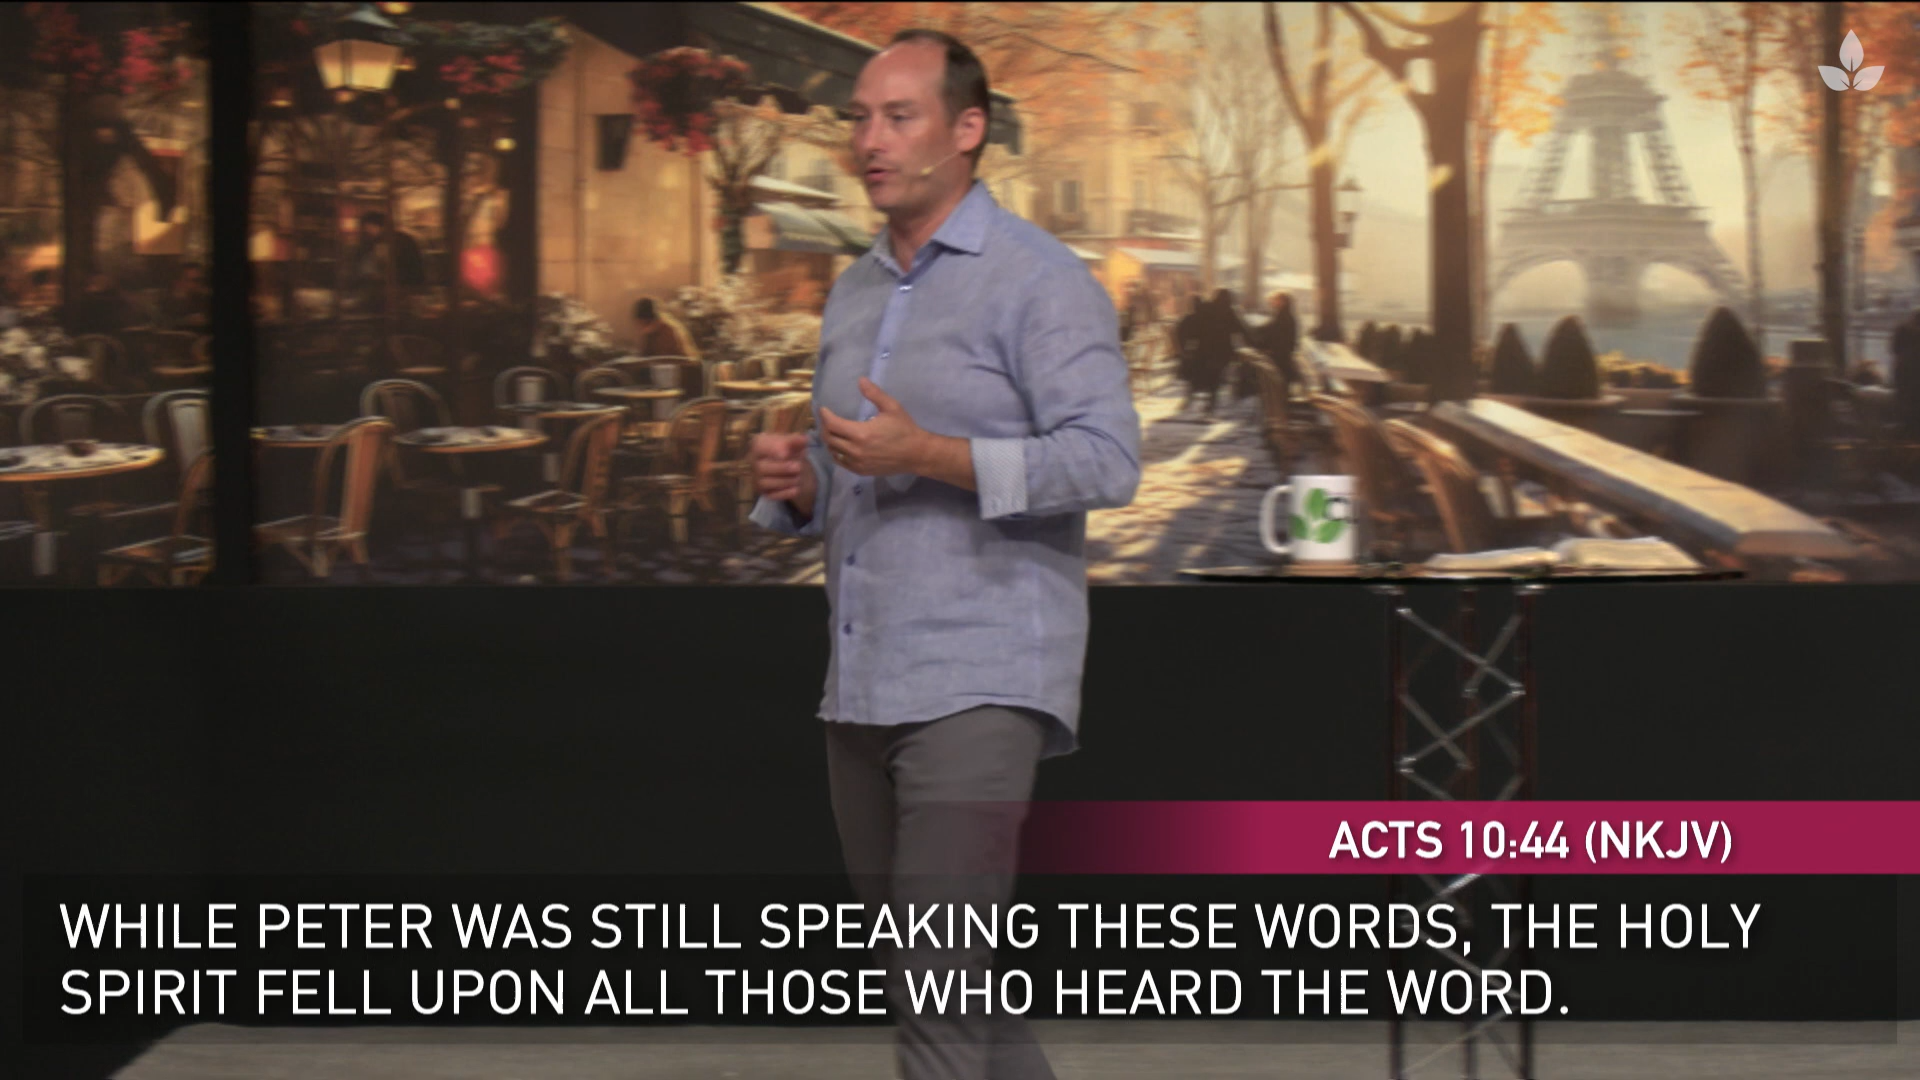 ACTS 10:44 (NKJV)
WHILE PETER WAS STILL SPEAKING THESE WORDS, THE HOLY
SPIRIT FELL UPON ALL THOSE WHO HEARD THE WORD.